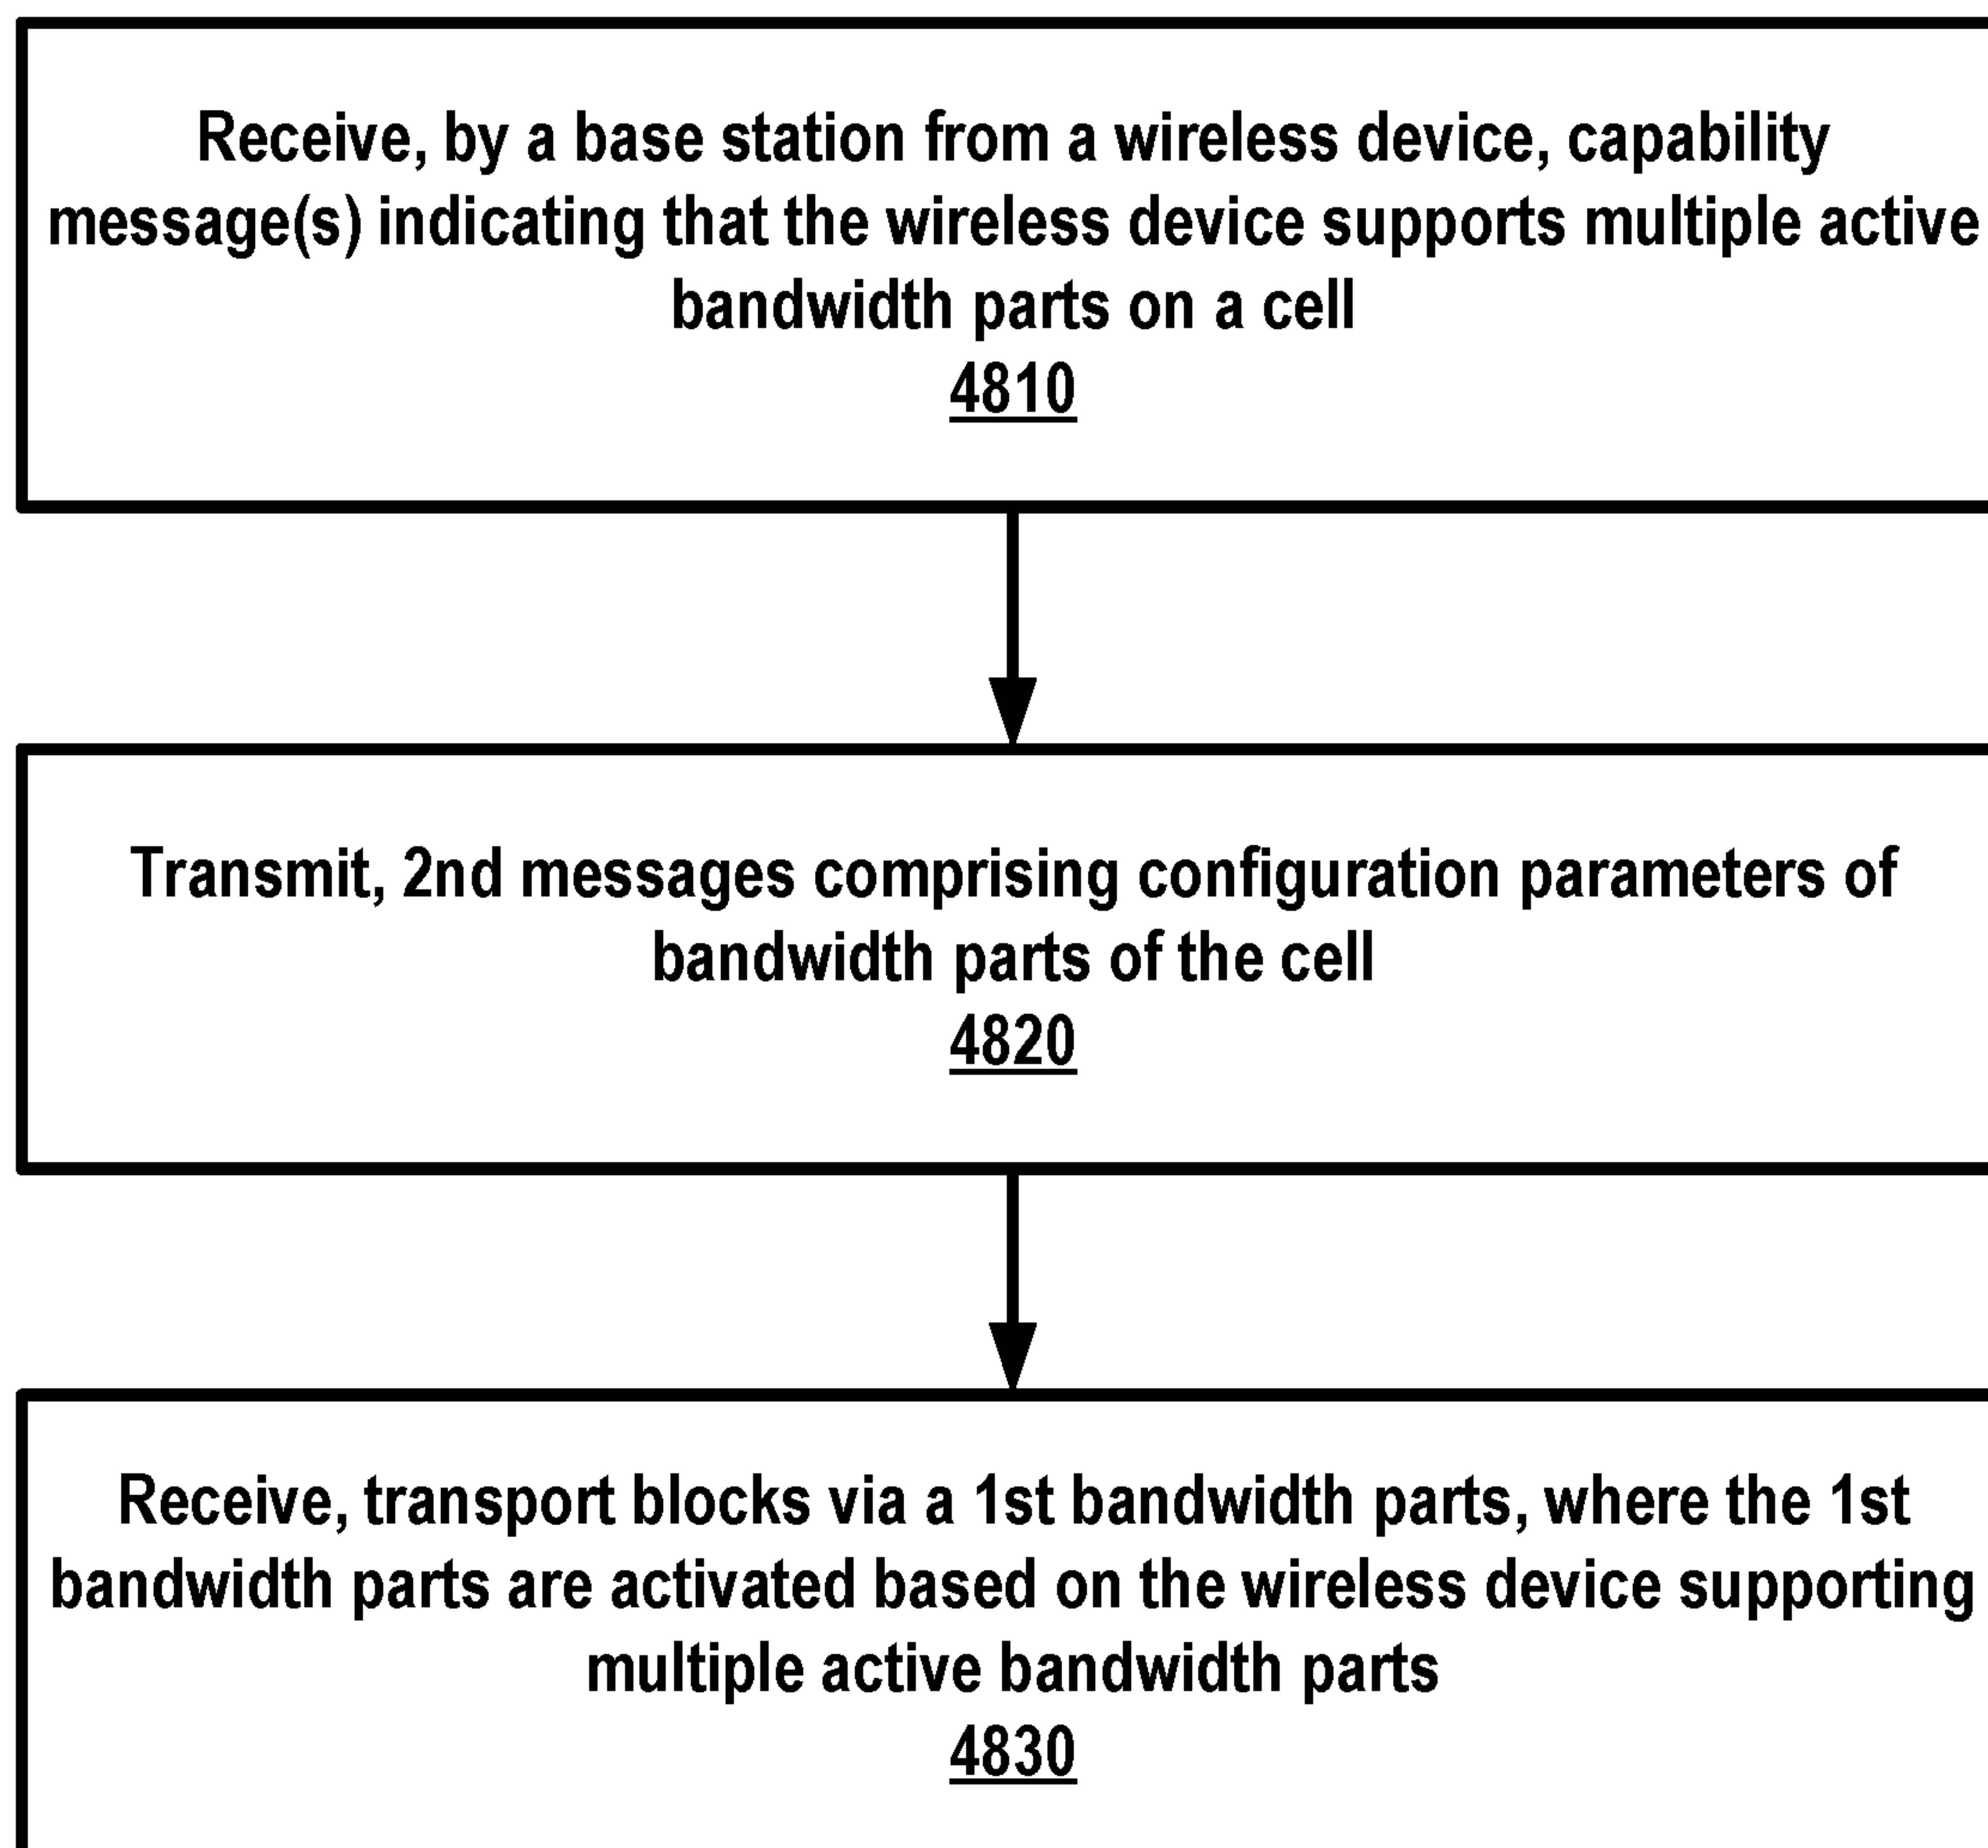 Receive, by a base station from a wireless device, capability
message(s) indicating that the wireless device supports multiple active
bandwidth parts on a cell
4810
Transmit, 2nd messages comprising configuration parameters of
bandwidth parts of the cell
4820
Receive, transport blocks via a 1st bandwidth parts, where the 1st
bandwidth parts are activated based on the wireless device supporting
multiple active bandwidth parts
4830